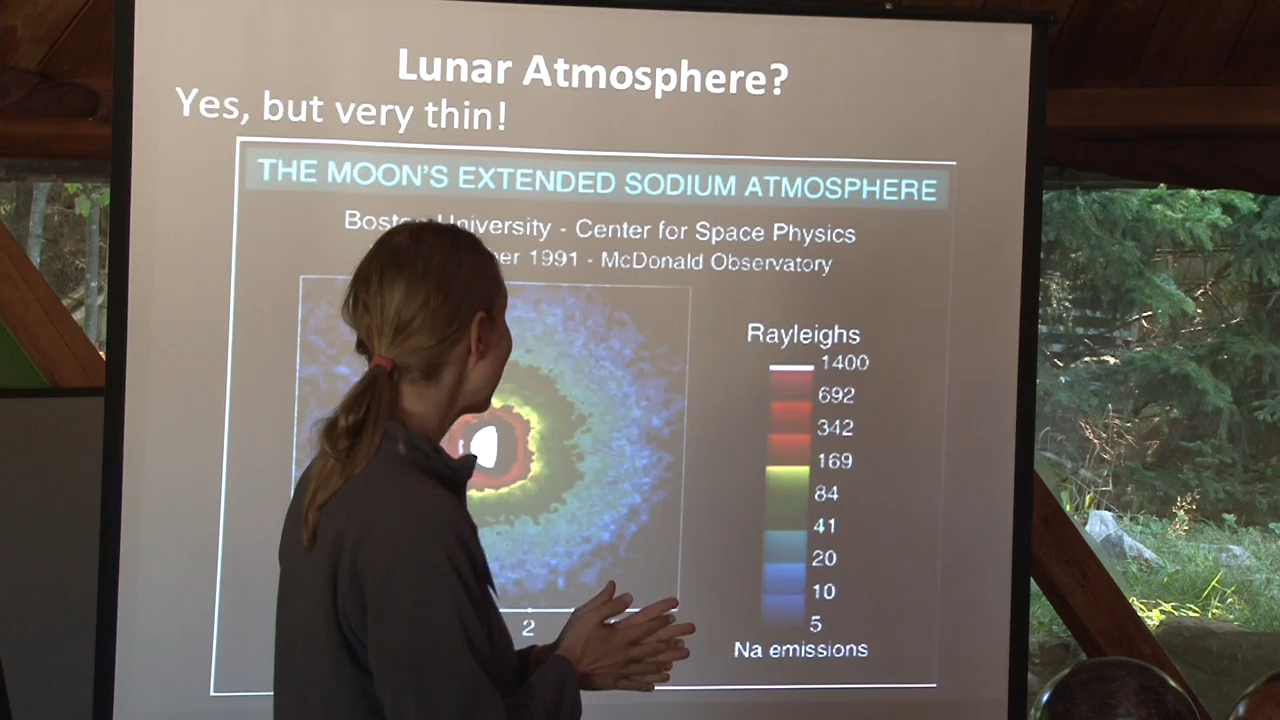 Lunar Atmosphere?
Yes, but very thin!
THE MOON'S EXTENDED SODIUM ATMOSPHERE
University - Center for Space Physics
1991 - McDonald Observatory
Rayleighs
1400
692
342
169
84
41
20
10
5
2
Na emissions